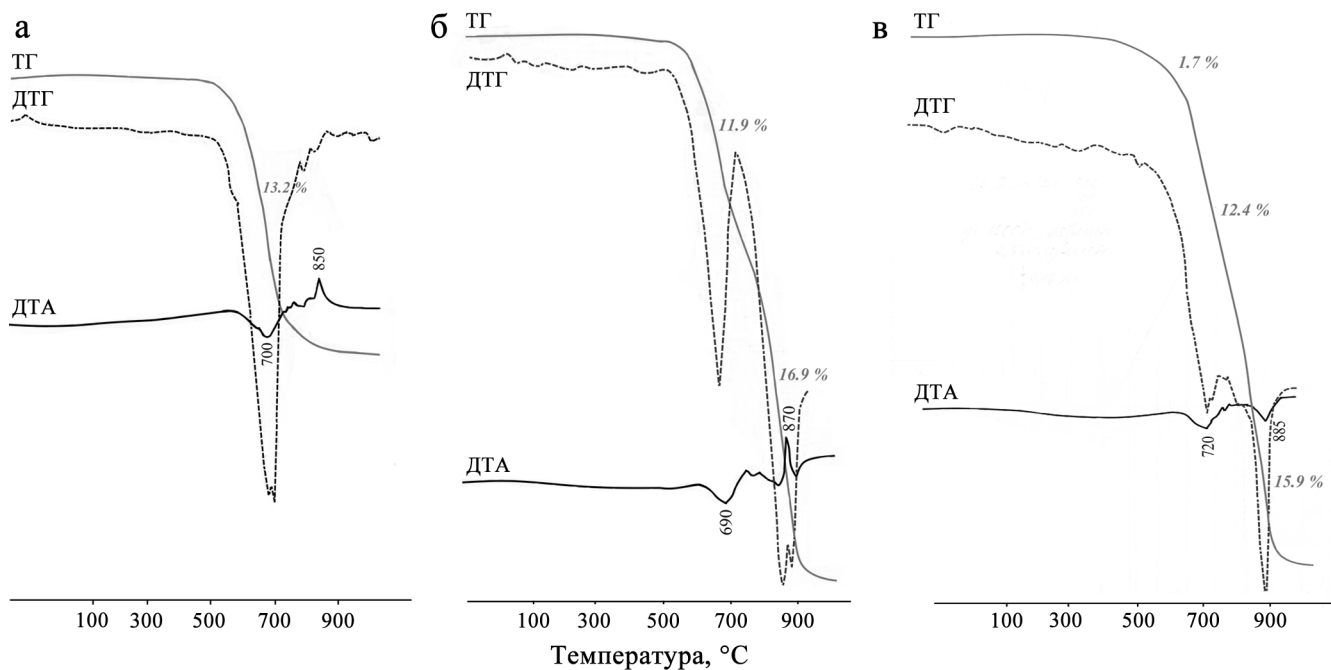 а
ТГ
ДТГ
13.2 %
850
ДТА
700
100 300 500 700 900
б
ТГ
ДТГ
11.9 %
16.9 %
870
ДТА
690
100 300 500 700 900
в
ТГ
1.7 %
ДТГ
12.4 %
ДТА
720
885
15.9 %
100 300 500 700 900
Температура, °C